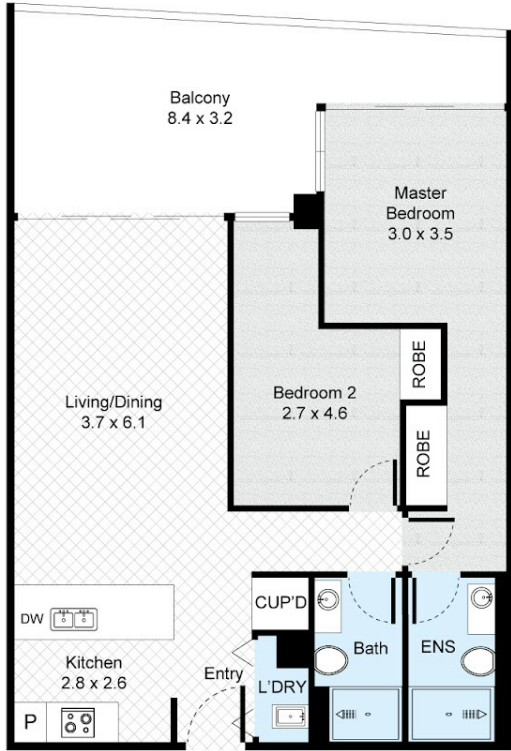 Balcony
8.4 x 3.2
Master
Bedroom
3.0 x 3.5
Living/Dining
3.7 x 6.1
Bedroom 2
2.7 x 4.6
ROBE
ROBE
CUP'D
DW
Kitchen
2.8 x 2.6
Entry
L'DRY
Bath
ENS
P